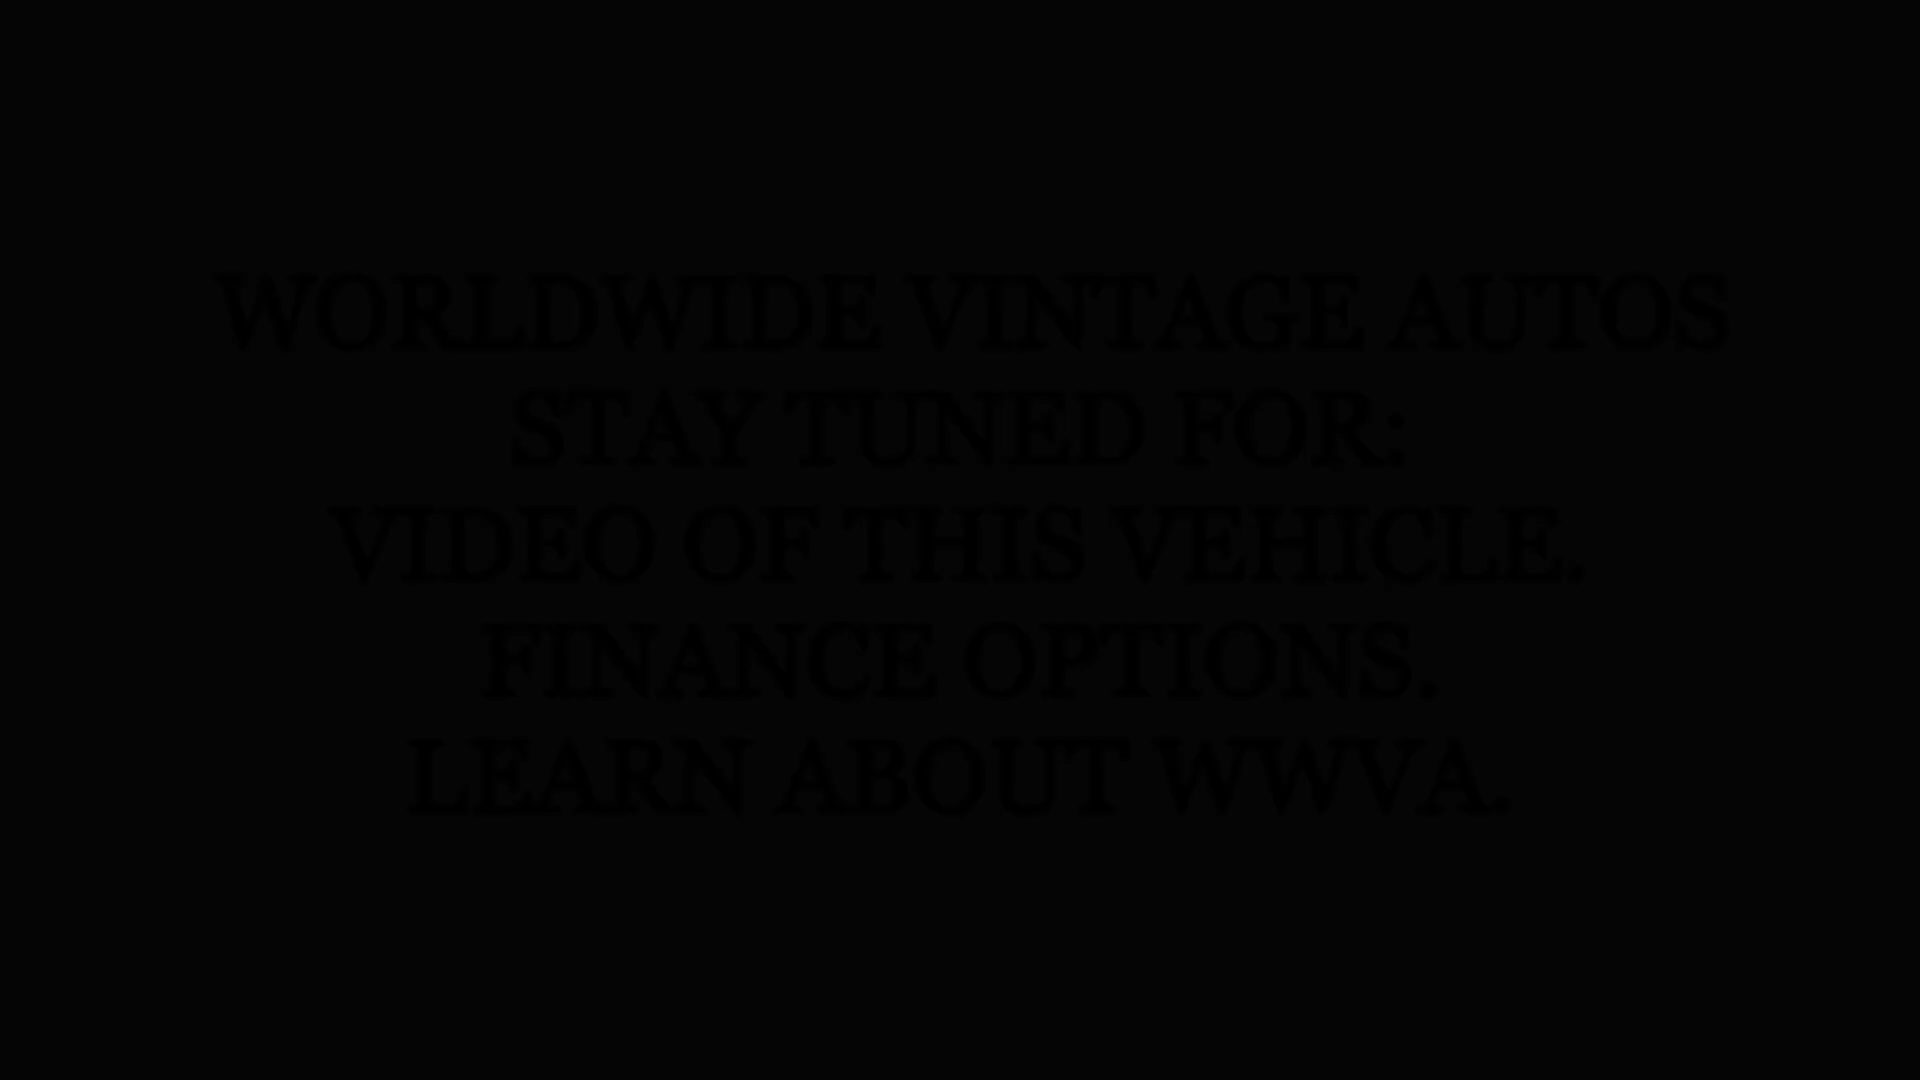 WORLDWIDE VINTAGE AUTOS
STAY TUNED FOR:
VIDEO OF THIS VEHICLE.
FINANCE OPTIONS.
LEARN ABOUT WWVA.